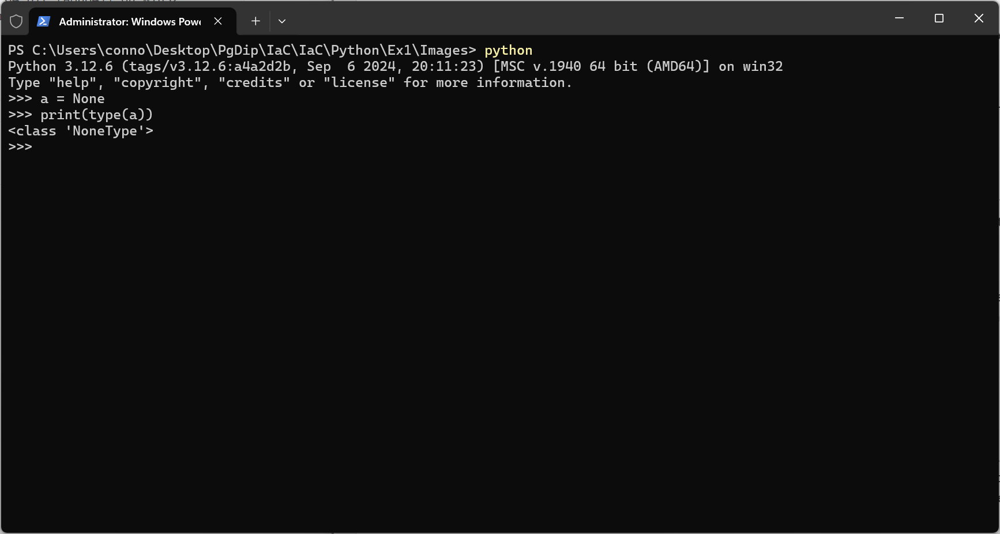 Administrator: Windows Powe
PS C:\Users\conno\Desktop\PgDip\IaC\IaC\Python\Ex1\Images> python
Python 3.12.6 (tags/v3.12.6:a4a2d2b, Sep  6 2024, 20:11:23) [MSC v.1940 64 bit (AMD64)] on win32
Type "help", "copyright", "credits" or "license" for more information.
>>> a = None
>>> print(type(a))
<class 'NoneType'>
>>>